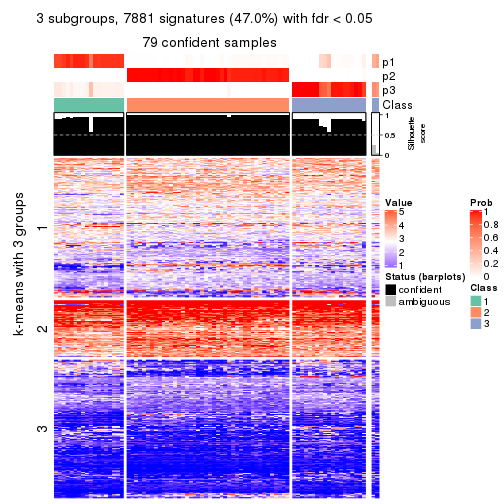 3 subgroups, 7881 signatures (47.0%) with fdr < 0.05
79 confident samples
p1
p2
p3
Class
1
0.5
0
Silhouette
score
k-means with 3 groups
1
2
3
Value
5
4
3
2
1
Status (barplots)
confident
ambiguous
Prob
1
0.8
0.6
0.4
0.2
0
Class
1
2
3